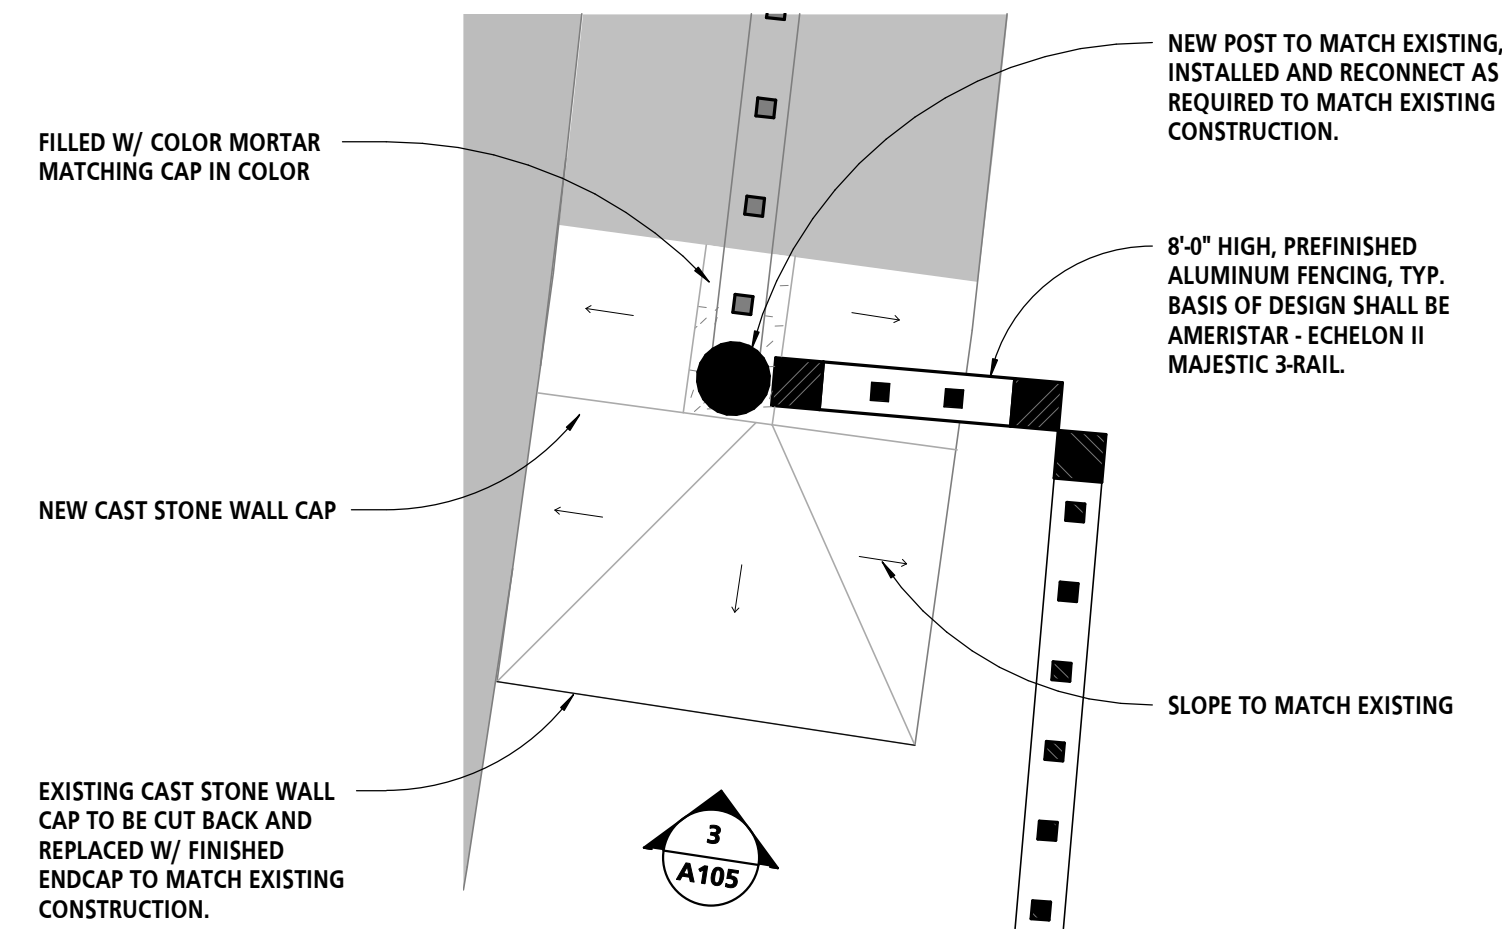 NEW POST TO MATCH EXISTING,
INSTALLED AND RECONNECT AS
REQUIRED TO MATCH EXISTING
CONSTRUCTION.
FILLED W/ COLOR MORTAR
MATCHING CAP IN COLOR
8'-0" HIGH, PREFINISHED
ALUMINUM FENCING, TYP.
BASIS OF DESIGN SHALL BE
AMERISTAR - ECHELON II
MAJESTIC 3-RAIL.
NEW CAST STONE WALL CAP
SLOPE TO MATCH EXISTING
EXISTING CAST STONE WALL
CAP TO BE CUT BACK AND
REPLACED W/ FINISHED
ENDCAP TO MATCH EXISTING
CONSTRUCTION.
3
A105